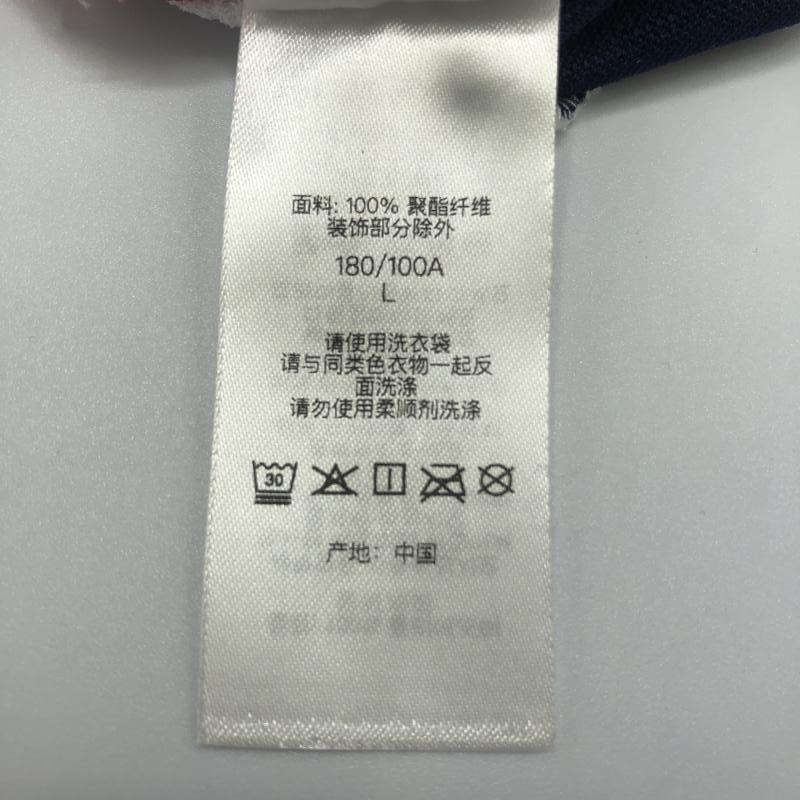 面料: 100% 聚酯纤维
装饰部分除外
180/100A
L
请使用洗衣袋
请与同类色衣物一起反
面洗涤
请勿使用柔顺剂洗涤
30
产地: 中国